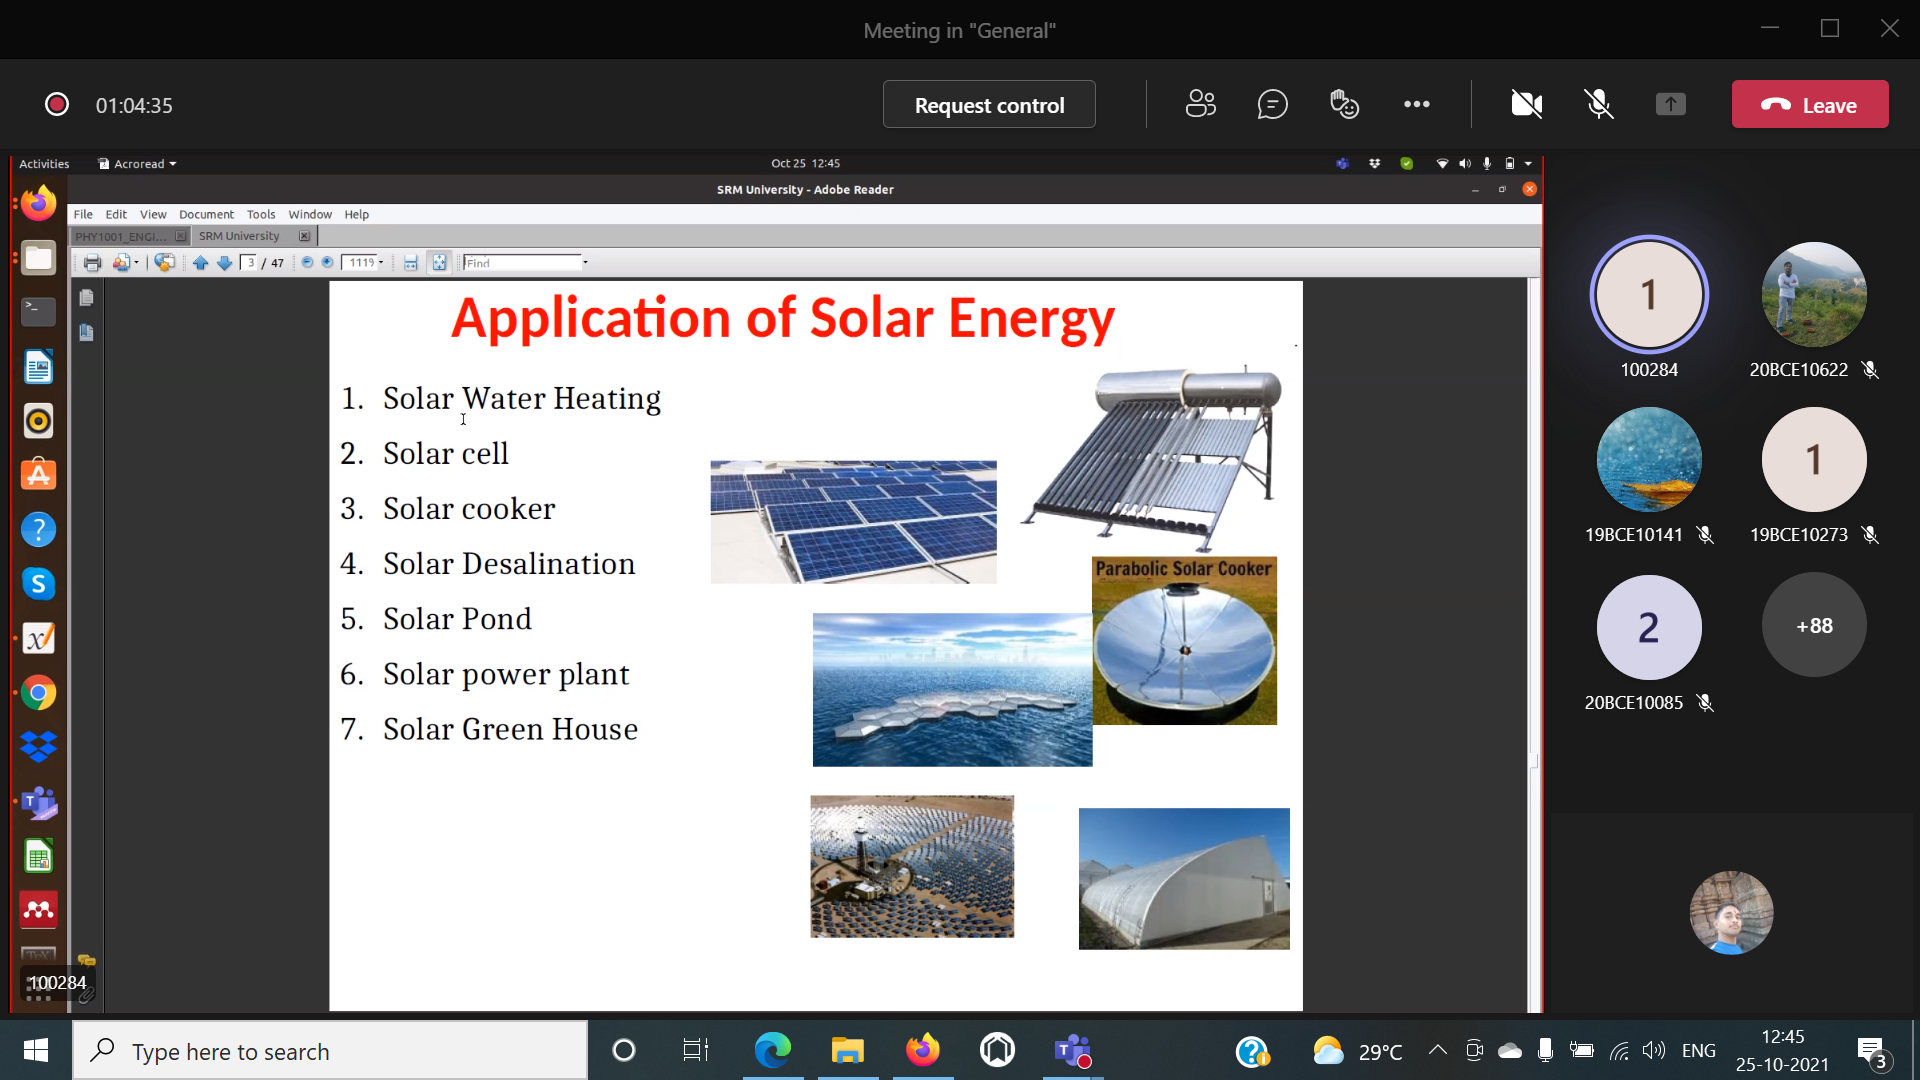 Meeting in "General"
01:04:35
Request control
Leave
Activities
Acroread
Oct 25 12:45
SRM University - Adobe Reader
File Edit View Document Tools Window Help
PHY1001_ENGI...
SRM University
3 / 47
1119
Find
Application of Solar Energy
1. Solar Water Heating
2. Solar cell
3. Solar cooker
4. Solar Desalination
5. Solar Pond
6. Solar power plant
7. Solar Green House
Parabolic Solar Cooker
100284
1
100284
20BCE10622
19BCE10141
1
19BCE10273
2
20BCE10085
+88
Type here to search
29°C
ENG
12:45
25-10-2021
3